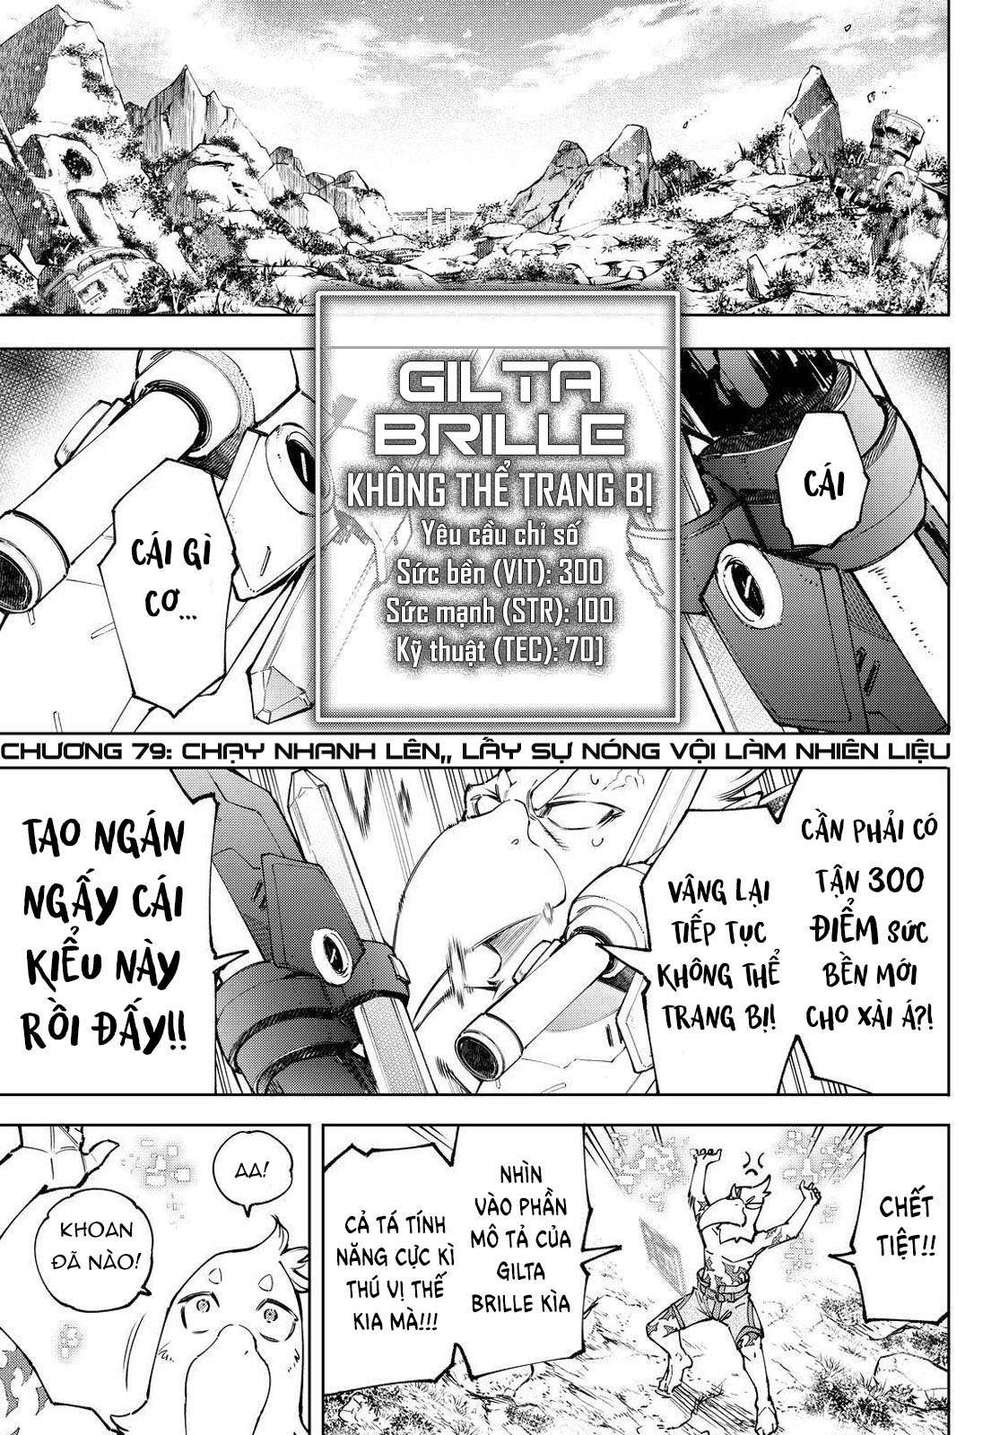 GILTA
BRILLE
KHÔNG THỂ TRANG BỊ
Yêu cầu chỉ số
Sức bền (VIT): 300
Sức mạnh (STR): 100
Kỹ thuật (TEC): 70]
CÁI
CÁI GÌ
CƠ...
CHƯƠNG 79: CHẠY NHANH LÊN,, LẤY SỰ NÓNG VỘI LÀM NHIÊN LIỆU
CẦN PHẢI CÓ
TẬN 300
ĐIỂM SỨC
BỀN MỚI
CHO XÀI Á?!
VÂNG LẠI
TIẾP TỤC
KHÔNG THỂ
TRANG BỊ!
TAO NGÁN
NGẤY CÁI
KIỂU NÀY
RỒI ĐẤY!!
CHẾT
TIỆT!!
NHÌN
VÀO PHẦN
MÔ TẢ CỦA
GILTA
BRILLE KÌA
CẢ TÁ TÍNH
NĂNG CỰC KÌ
THÚ VỊ THẾ
KIA MÀ!!!
AA!
KHOAN
ĐÃ NÀO!